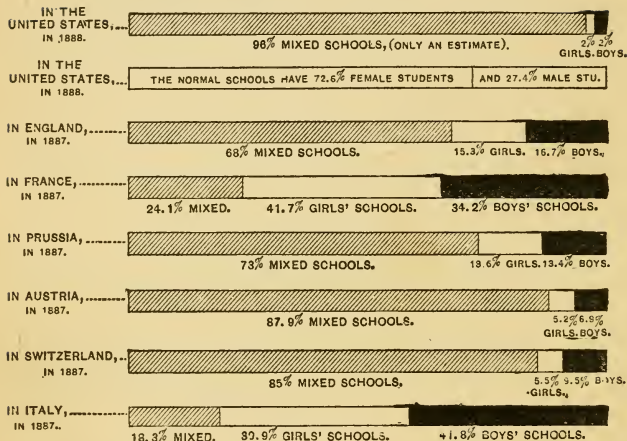 IN THE
UNITED STATES,
IN 1888.
96% MIXED SCHOOLS, (ONLY AN ESTIMATE).
2% 2%
GIRLS. BOYS.
IN THE
UNITED STATES,
IN 1888.
THE NORMAL SCHOOLS HAVE 72.6% FEMALE STUDENTS AND 27.4% MALE STU.
IN ENGLAND,
IN 1887.
68% MIXED SCHOOLS. 15.3% GIRLS. 16.7% BOYS.
IN FRANCE,
IN 1887.
24.1% MIXED. 41.7% GIRLS' SCHOOLS. 34.2% BOYS' SCHOOLS.
IN PRUSSIA,
IN 1887.
73% MIXED SCHOOLS. 13.6% GIRLS. 13.4% BOYS.
IN AUSTRIA,
IN 1887.
87.9% MIXED SCHOOLS.
5.2% 6.9%
GIRLS. BOYS.
IN SWITZERLAND,
IN 1887.
85% MIXED SCHOOLS, 5.5% 9.5% BOYS.
GIRLS.
IN ITALY,
IN 1887.
18.3% MIXED. 39.9% GIRLS' SCHOOLS. 41.8% BOYS' SCHOOLS.